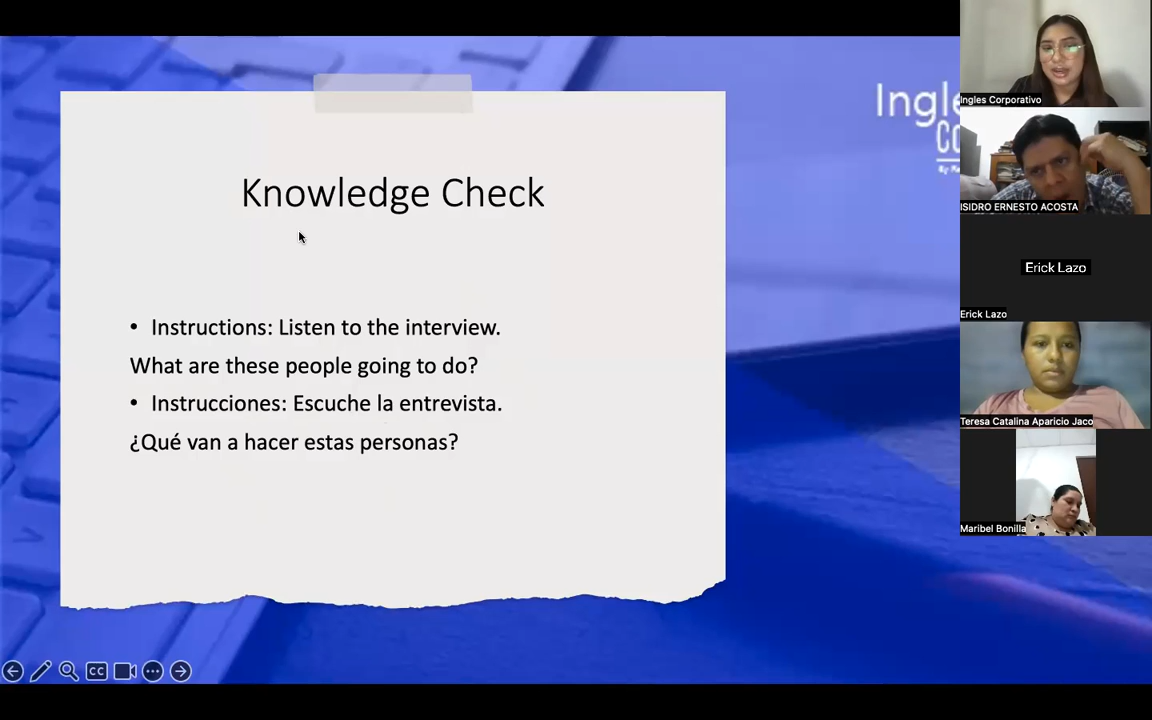 Knowledge Check
• Instructions: Listen to the interview.
What are these people going to do?
• Instrucciones: Escuche la entrevista.
¿Qué van a hacer estas personas?
Ingles Corporativo
ISIDRO ERNESTO ACOSTA
Erick Lazo
Erick Lazo
Teresa Catalina Aparicio Jaco
Maribel Bonilla
CC